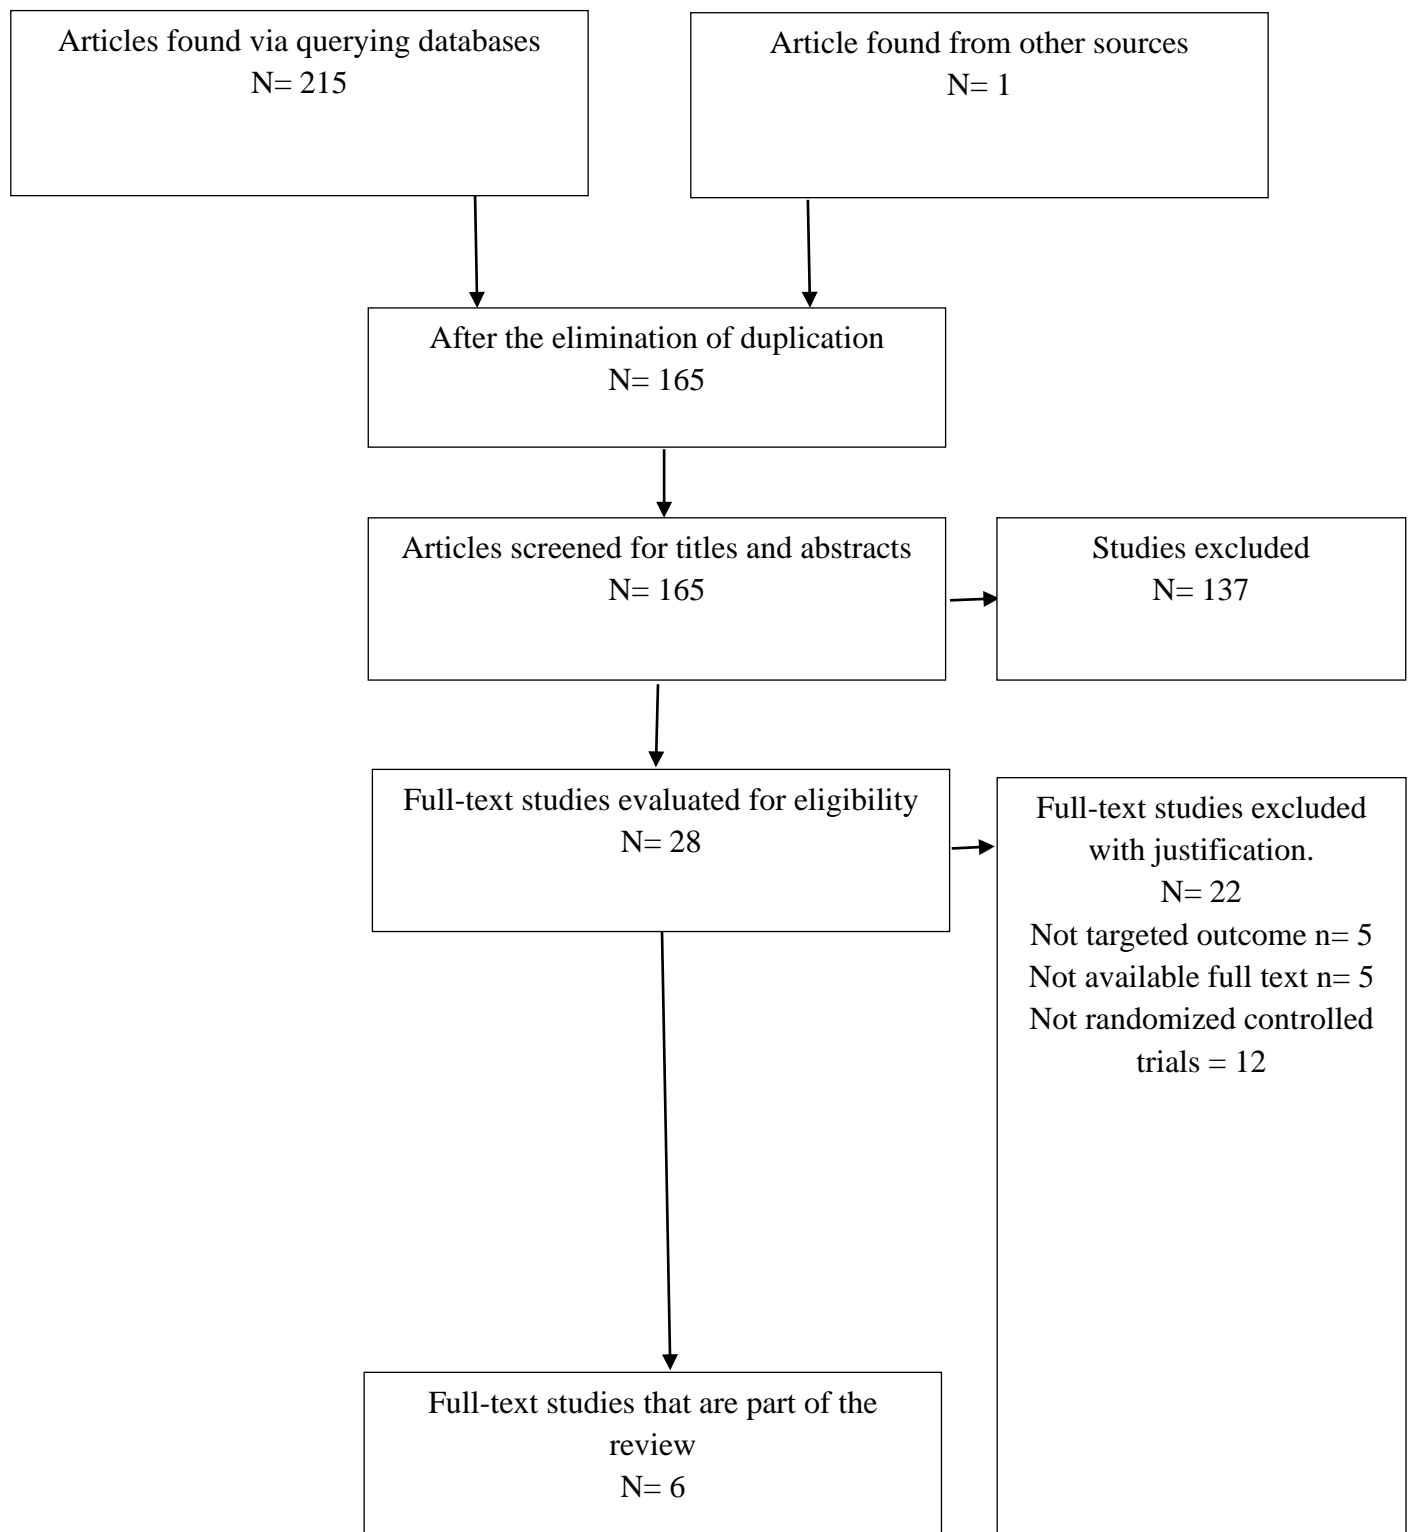 Articles found via querying databases
N= 215
Article found from other sources
N= 1
After the elimination of duplication
N= 165
Articles screened for titles and abstracts
N= 165
Studies excluded
N= 137
Full-text studies evaluated for eligibility
N= 28
Full-text studies excluded
with justification.
N= 22
Not targeted outcome n= 5
Not available full text n= 5
Not randomized controlled
trials = 12
Full-text studies that are part of the
review
N= 6